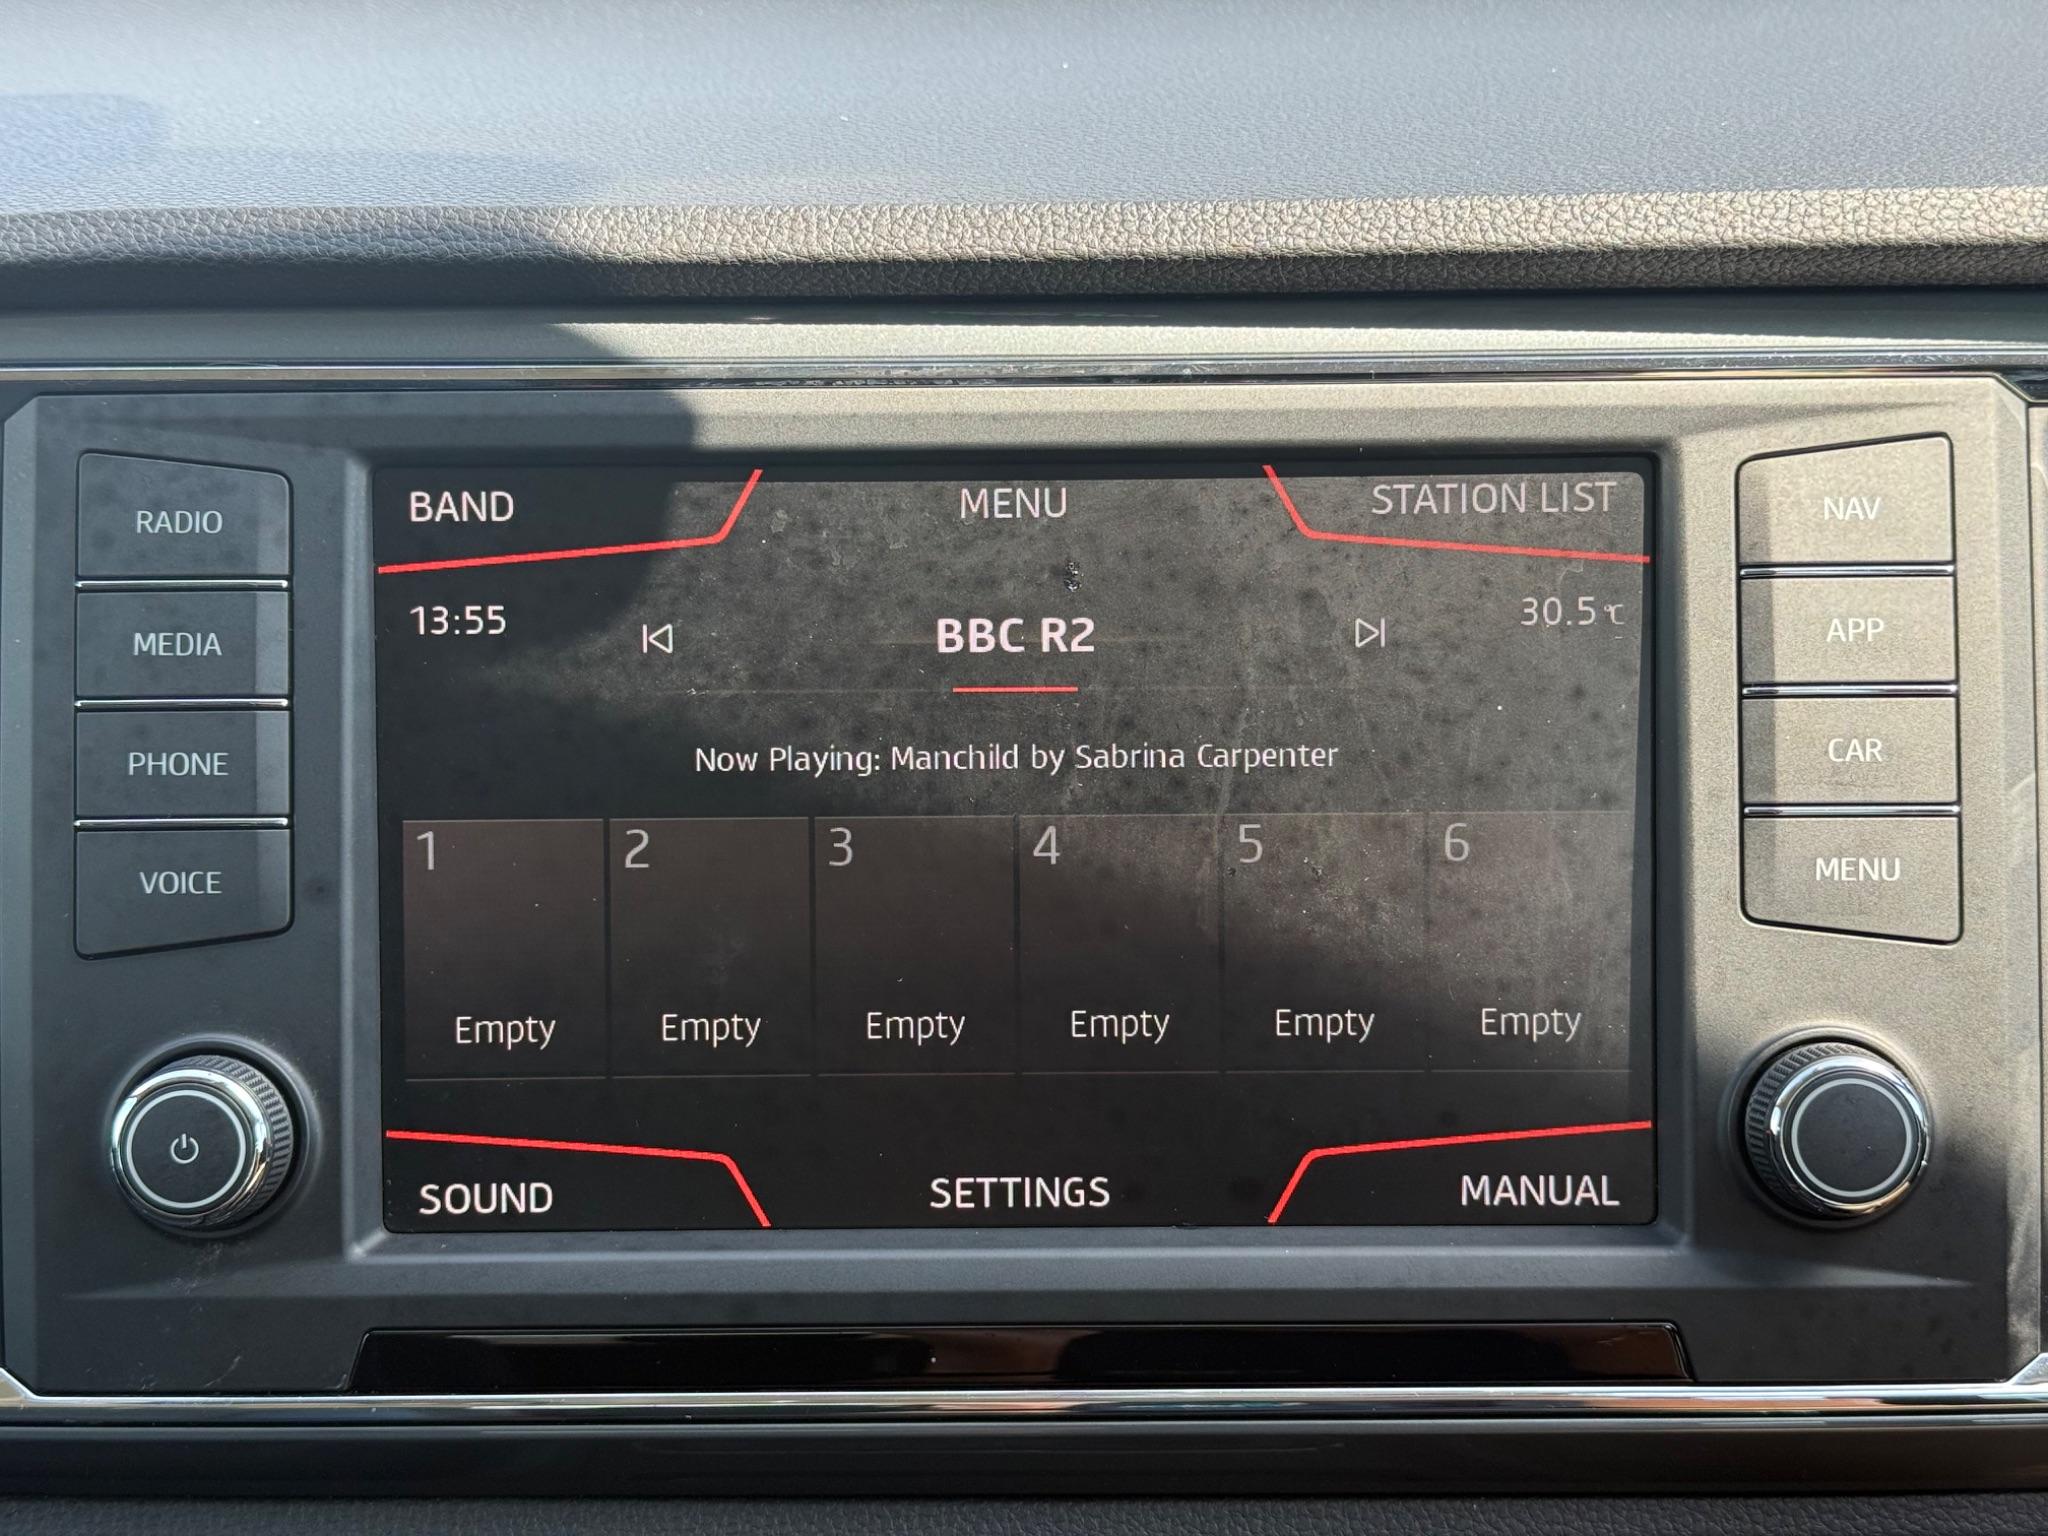 RADIO
MEDIA
PHONE
VOICE
BAND
MENU
STATION LIST
13:55
BBC R2
30.5°C
Now Playing: Manchild by Sabrina Carpenter
1
2
3
4
5
6
Empty
Empty
Empty
Empty
Empty
Empty
SOUND
SETTINGS
MANUAL
NAV
APP
CAR
MENU